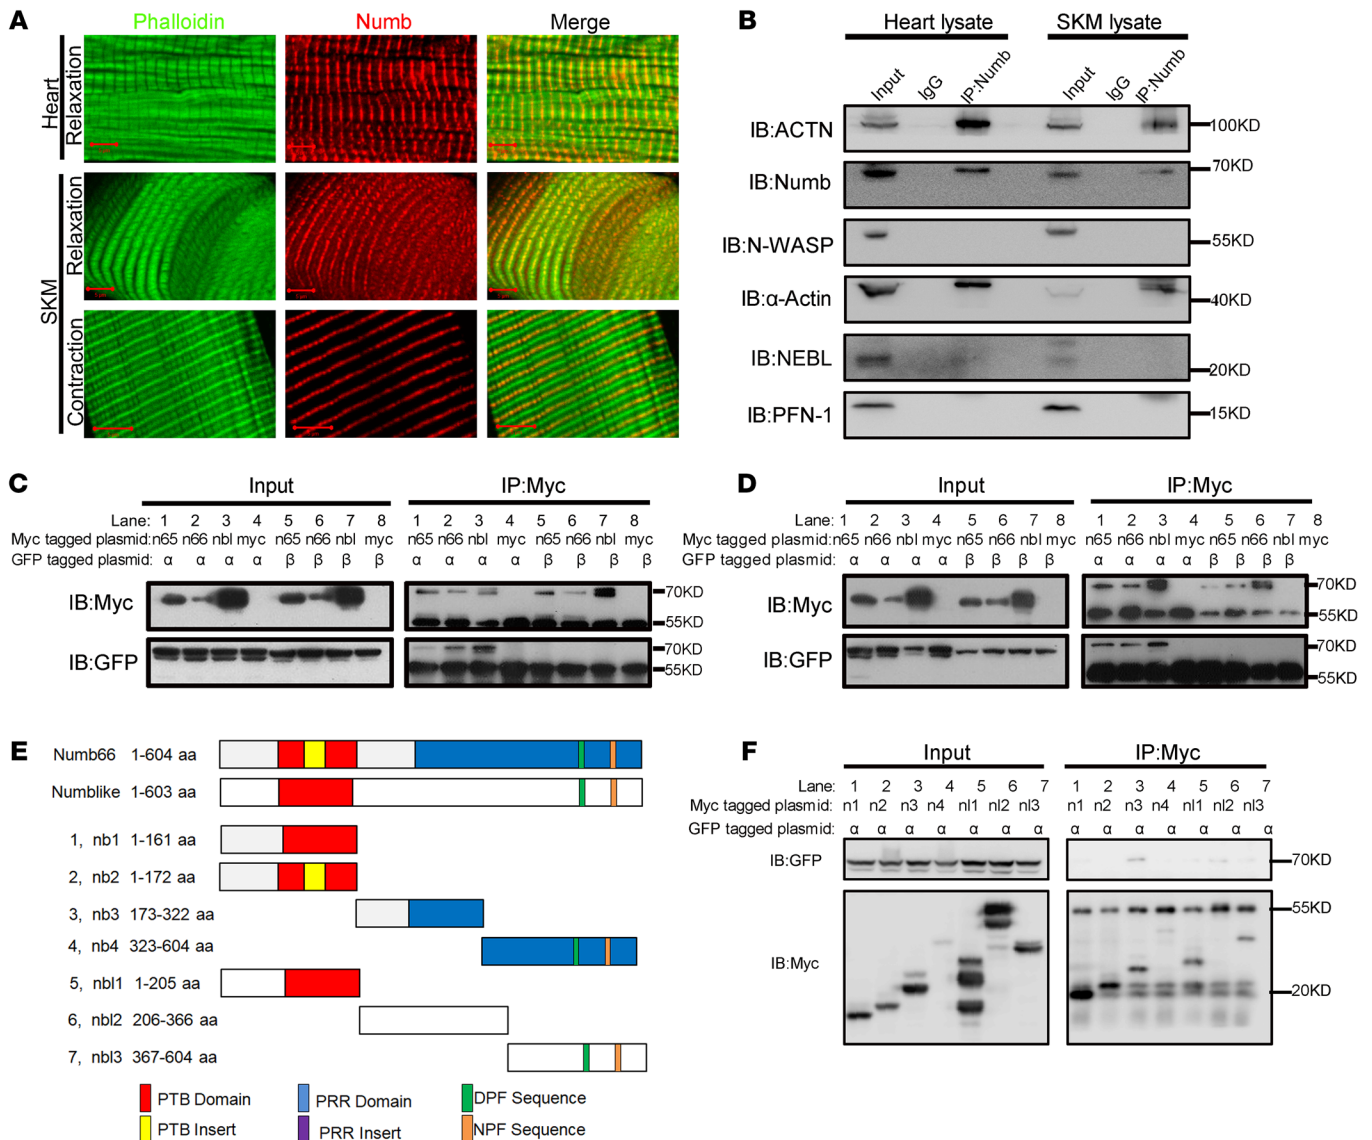 A
Phalloidin
Numb
Merge
Heart
Relaxation
SKM
Relaxation
Contraction
B
Heart lysate
SKM lysate
Input
IgG
IP:Numb
Input
IgG
IP:Numb
IB:ACTN
100KD
IB:Numb
70KD
IB:N-WASP
55KD
IB:α-Actin
40KD
IB:NEBL
20KD
IB:PFN-1
15KD
C
Input
IP:Myc
Lane: 1 2 3 4 5 6 7 8 1 2 3 4 5 6 7 8
Myc tagged plasmid: n65 n66 nbl myc n65 n66 nbl myc n65 n66 nbl myc n65 n66 nbl myc
GFP tagged plasmid: α α α α β β β β α α α α β β β β
IB:Myc
70KD
55KD
IB:GFP
70KD
55KD
D
Input
IP:Myc
Lane: 1 2 3 4 5 6 7 8 1 2 3 4 5 6 7 8
Myc tagged plasmid: n65 n66 nbl myc n65 n66 nbl myc n65 n66 nbl myc n65 n66 nbl myc
GFP tagged plasmid: α α α α β β β β α α α α β β β β
IB:Myc
70KD
55KD
IB:GFP
70KD
55KD
E
Numb66 1-604 aa
Numblike 1-603 aa
1, nb1 1-161 aa
2, nb2 1-172 aa
3, nb3 173-322 aa
4, nb4 323-604 aa
5, nbl1 1-205 aa
6, nbl2 206-366 aa
7, nbl3 367-604 aa
PTB Domain
PRR Domain
DPF Sequence
PTB Insert
PRR Insert
NPF Sequence
F
Input
IP:Myc
Lane: 1 2 3 4 5 6 7 1 2 3 4 5 6 7
Myc tagged plasmid: n1 n2 n3 n4 nl1 nl2 nl3 n1 n2 n3 n4 nl1 nl2 nl3
GFP tagged plasmid: α α α α α α α α α α α α α α
IB:GFP
70KD
IB:Myc
55KD
20KD